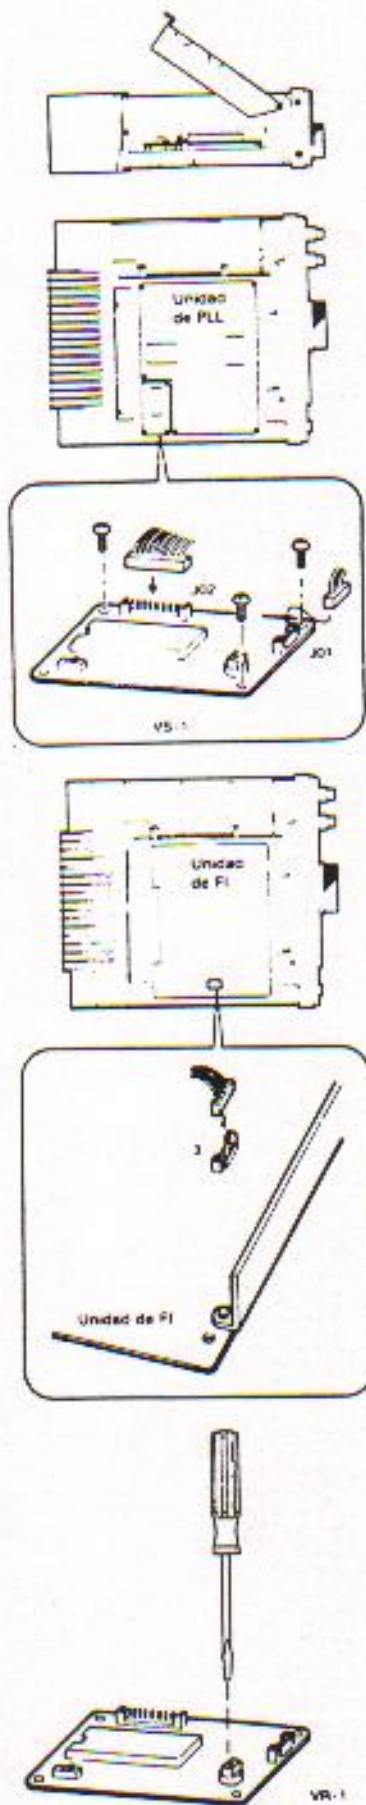 Unidad
de PLL
J02
J01
VS-1
Unidad
de FI
3
Unidad de FI
VR-1